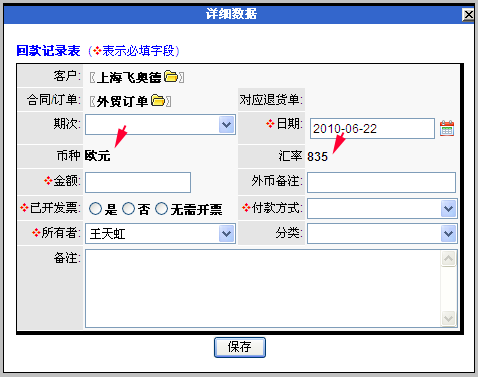 详细数据
回款记录表 (❖表示必填字段)
客户: 〖上海飞奥德〗
合同/订单: 〖外贸订单〗 对应退货单:
期次: ❖日期: 2010-06-22
币种 欧元 汇率 835
❖金额: 外币备注:
❖已开发票: 是 否 无需开票 ❖付款方式:
❖所有者: 王天虹 分类:
备注:
保存